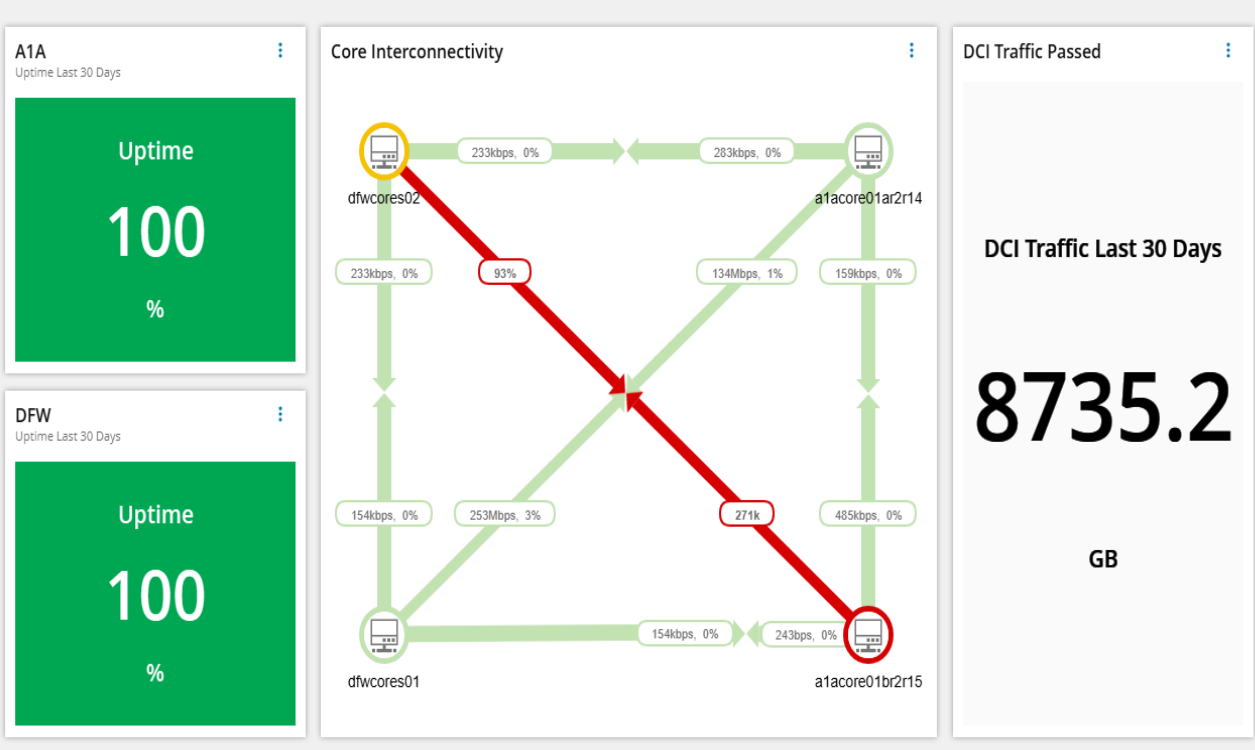 A1A
Uptime Last 30 Days
Uptime
100
%
DFW
Uptime Last 30 Days
Uptime
100
%
Core Interconnectivity
233kbps, 0%
283kbps, 0%
dfwcores02
a1acore01ar2r14
233kbps, 0%
93%
134Mbps, 1%
159kbps, 0%
154kbps, 0%
253Mbps, 3%
271k
485kbps, 0%
154kbps, 0%
243bps, 0%
dfwcores01
a1acore01br2r15
DCI Traffic Passed
DCI Traffic Last 30 Days
8735.2
GB